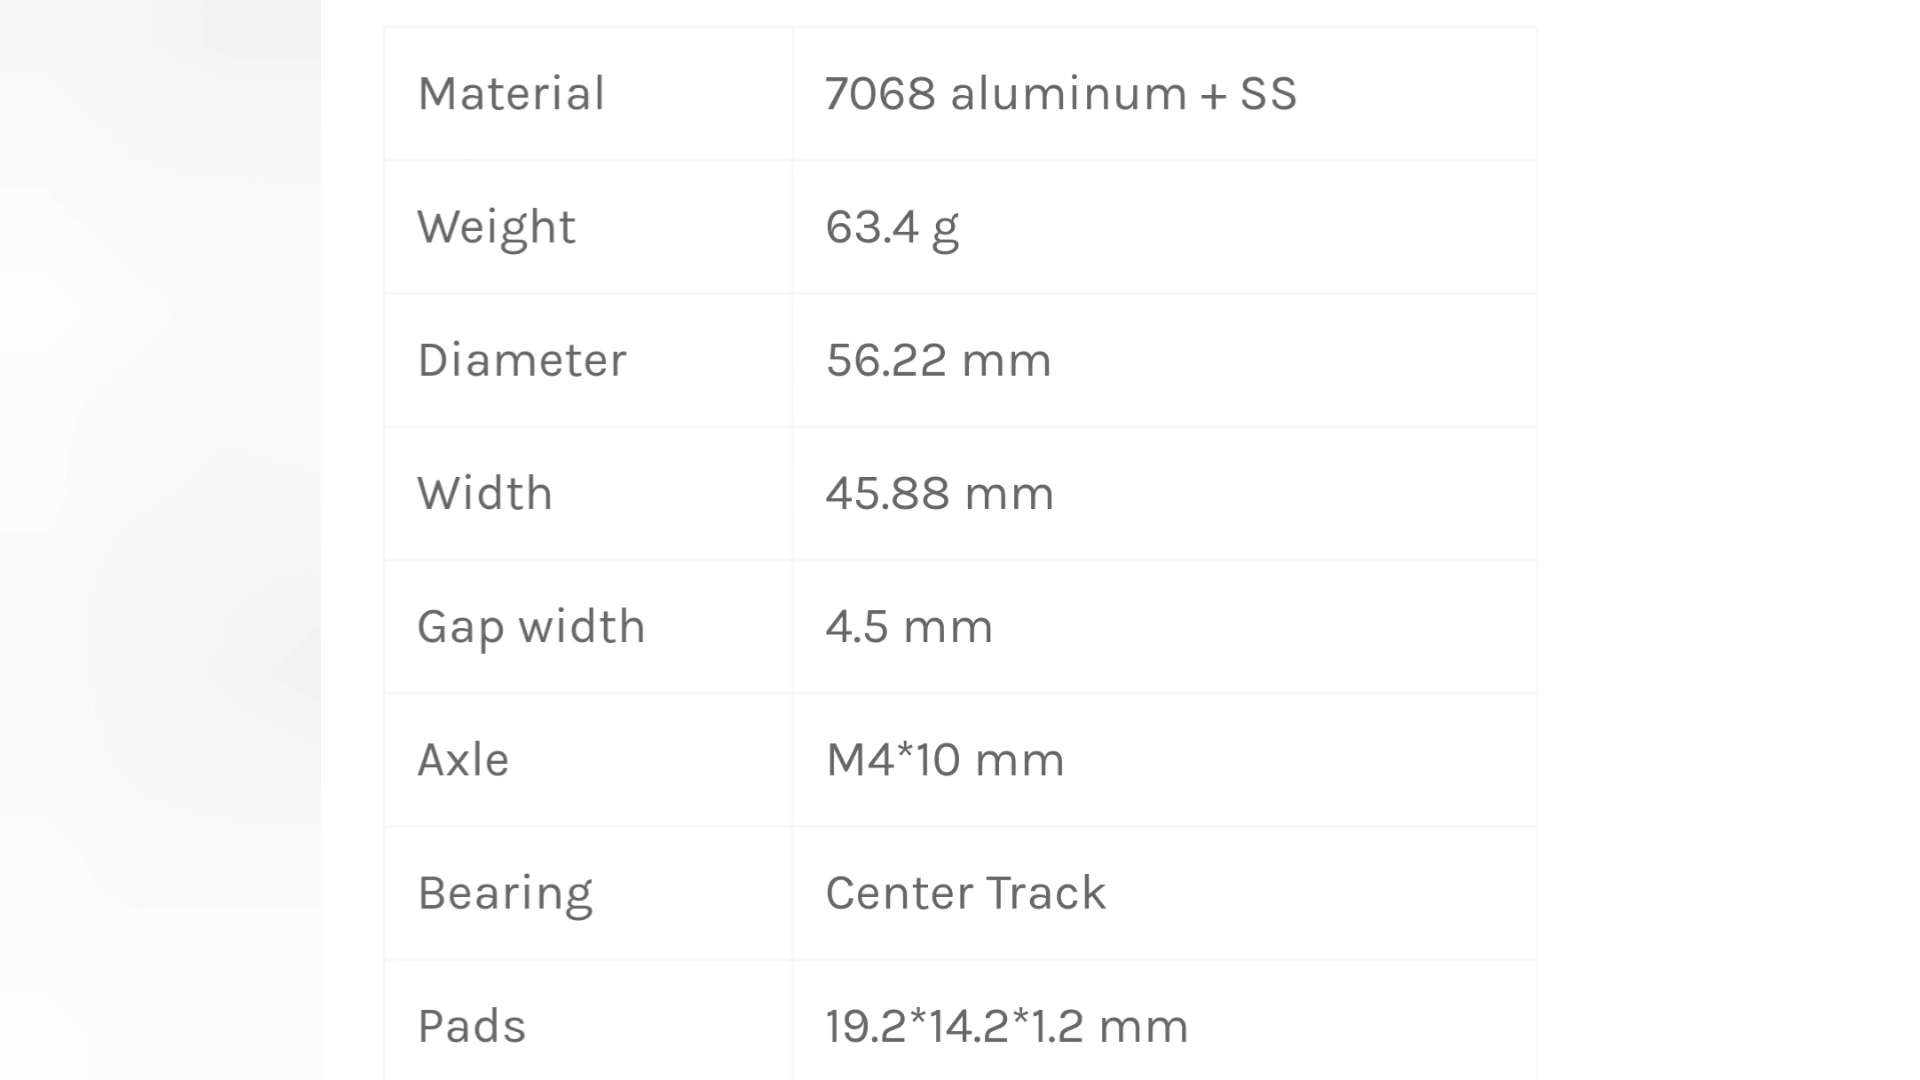 Material 7068 aluminum + SS
Weight 63.4 g
Diameter 56.22 mm
Width 45.88 mm
Gap width 4.5 mm
Axle M4*10 mm
Bearing Center Track
Pads 19.2*14.2*1.2 mm